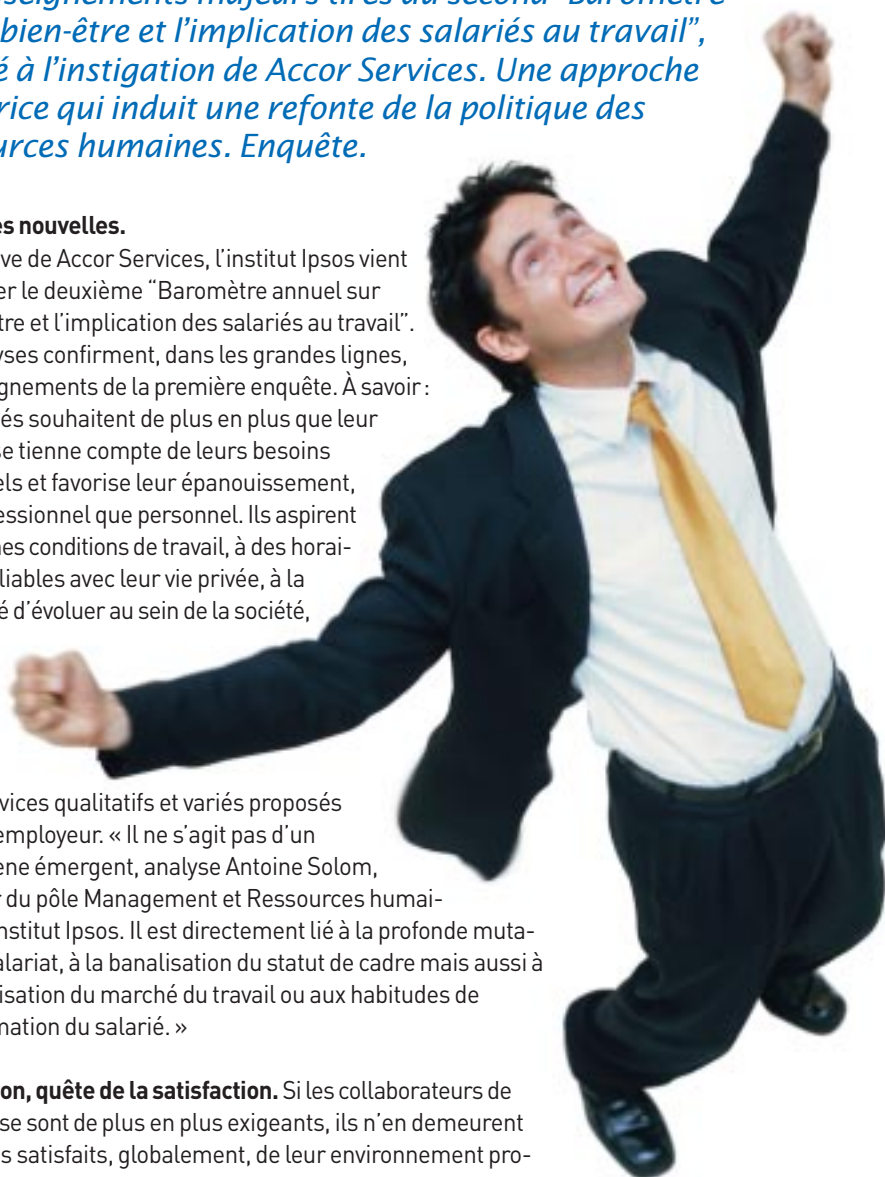 seignements majeurs tirés du second “Baromètre
bien-être et l’implication des salariés au travail”,
é à l’instigation de Accor Services. Une approche
rice qui induit une refonte de la politique des
urces humaines. Enquête.
es nouvelles.
ve de Accor Services, l’institut Ipsos vient
er le deuxième “Baromètre annuel sur
tre et l’implication des salariés au travail”.
yses confirment, dans les grandes lignes,
ignements de la première enquête. À savoir :
és souhaitent de plus en plus que leur
se tienne compte de leurs besoins
els et favorise leur épanouissement,
essionnel que personnel. Ils aspirent
nes conditions de travail, à des horai-
liables avec leur vie privée, à la
é d’évoluer au sein de la société,
vices qualitatifs et variés proposés
employeur. « Il ne s’agit pas d’un
ène émergent, analyse Antoine Solom,
r du pôle Management et Ressources humai-
nstitut Ipsos. Il est directement lié à la profonde muta-
alariat, à la banalisation du statut de cadre mais aussi à
isation du marché du travail ou aux habitudes de
mation du salarié. »
on, quête de la satisfaction. Si les collaborateurs de
se sont de plus en plus exigeants, ils n’en demeurent
s satisfaits, globalement, de leur environnement pro-